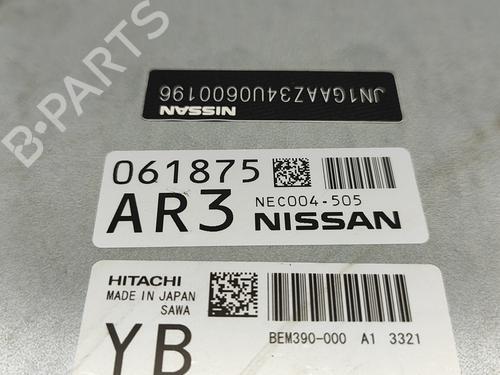 B-PARTS
JN1GAAZ34U0600196
NISSAN
061875
AR3
NEC004-505
NISSAN
HITACHI
MADE IN JAPAN
SAWA
YB
BEM390-000 A1 3321